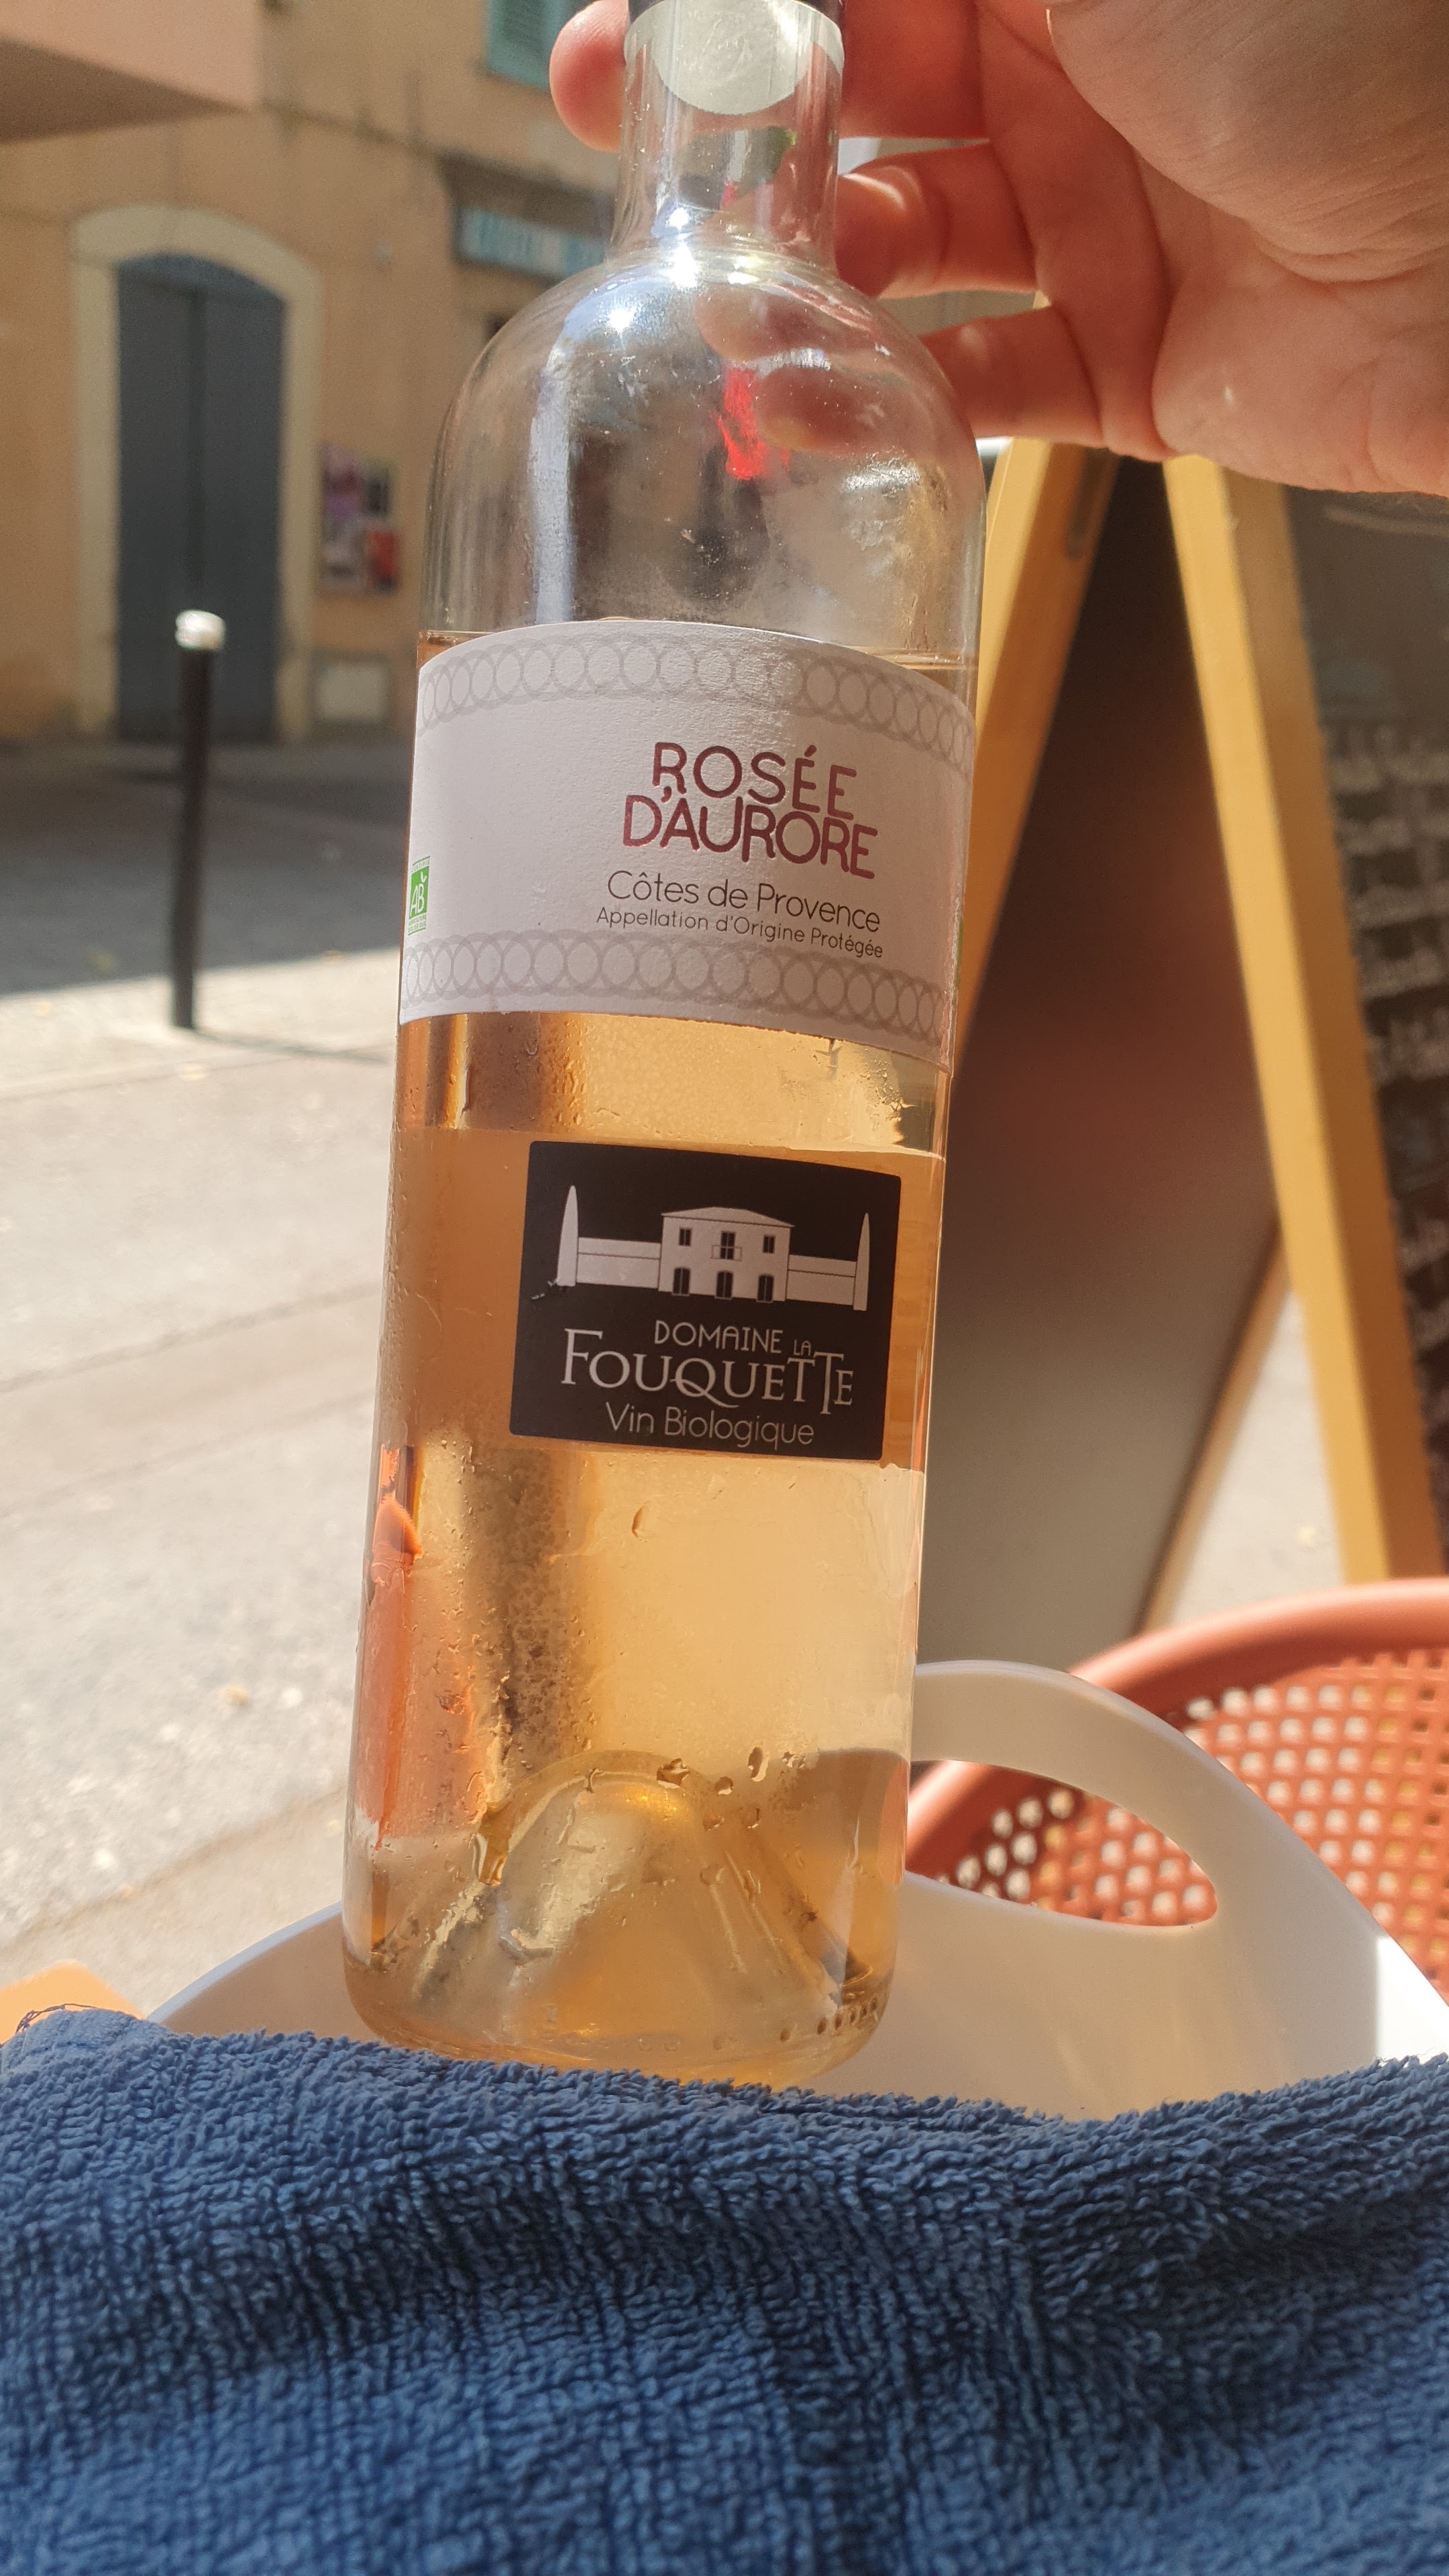 ROSÉE
D'AURORE
Côtes de Provence
Appellation d'Origine Protégée
AB
DOMAINE LA
FOUQUETTE
Vin Biologique